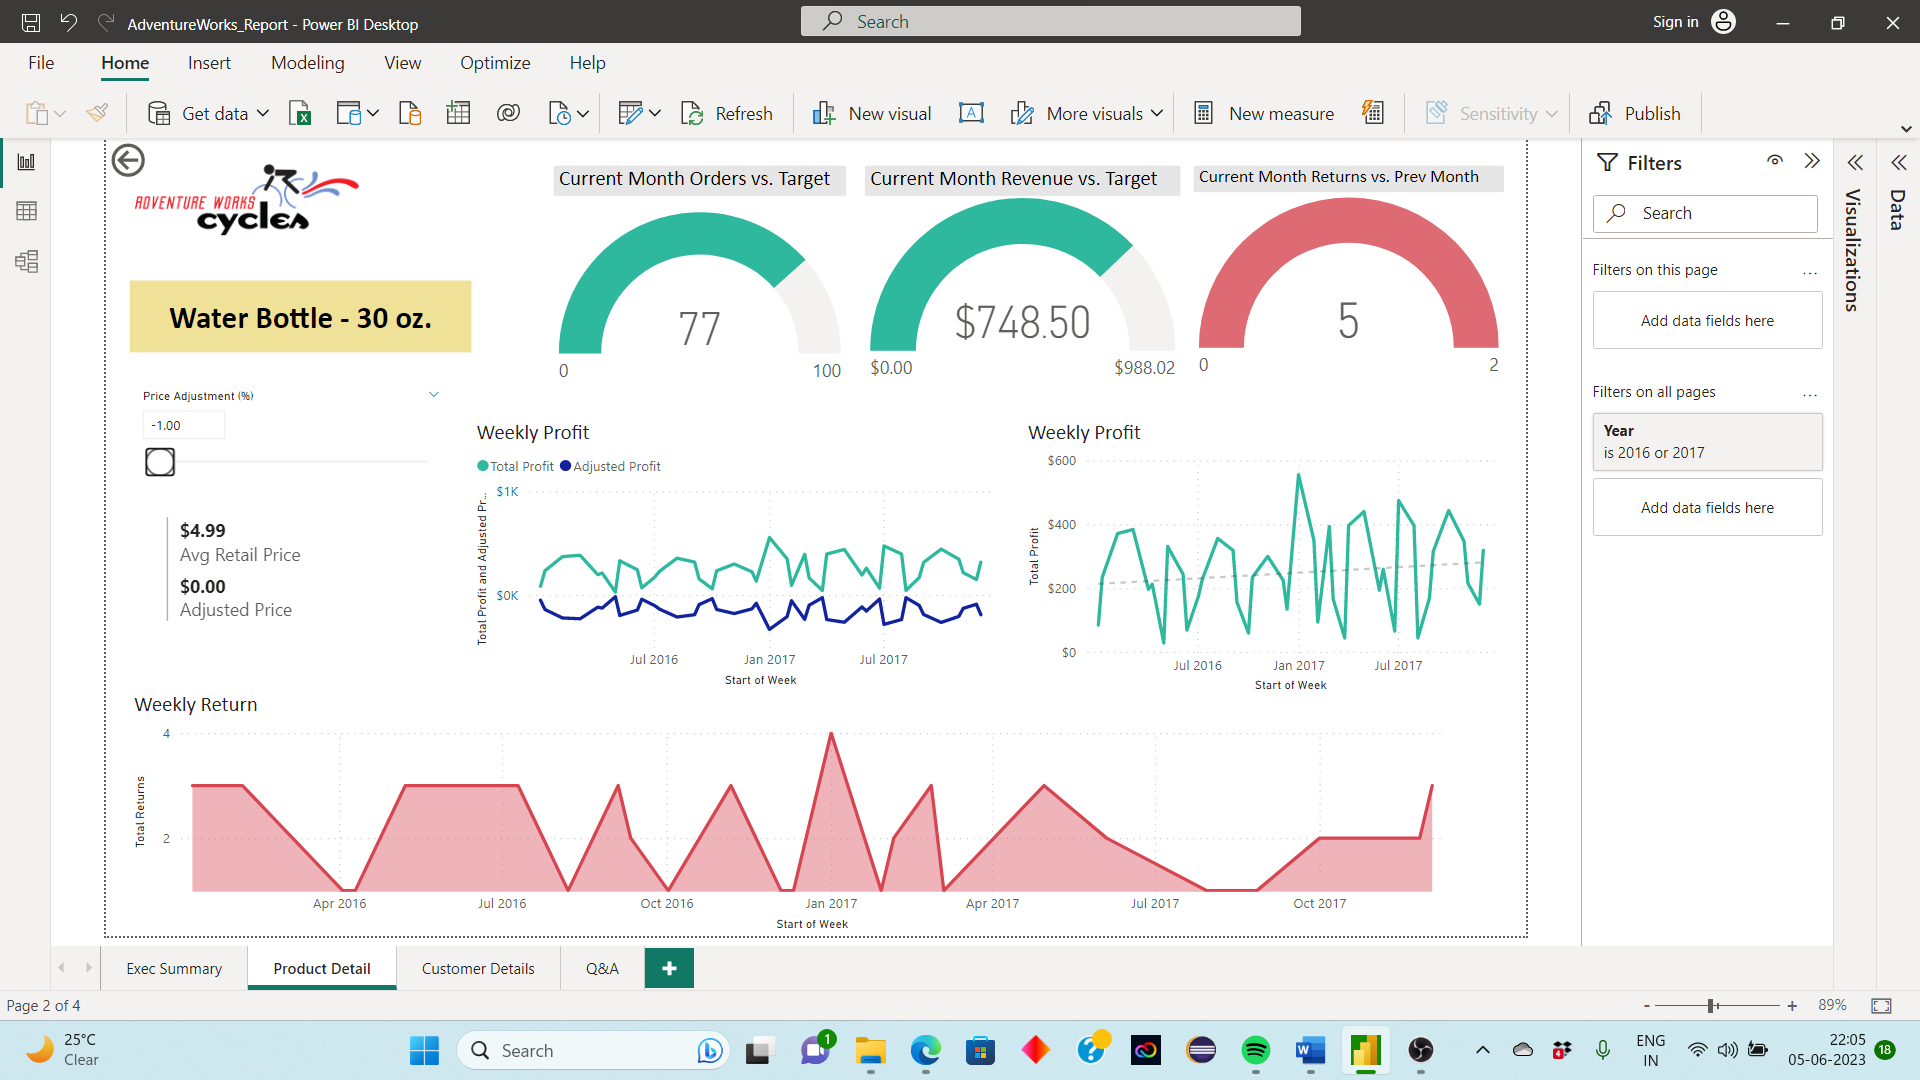 AdventureWorks_Report - Power BI Desktop
Search
Sign in
File
Home
Insert
Modeling
View
Optimize
Help
Get data
Refresh
New visual
More visuals
New measure
Sensitivity
Publish
ADVENTURE WORKS
cycles
Water Bottle - 30 oz.
Current Month Orders vs. Target
77
0
100
Current Month Revenue vs. Target
$748.50
$0.00
$988.02
Current Month Returns vs. Prev Month
5
0
2
Price Adjustment (%)
-1.00
$4.99
Avg Retail Price
$0.00
Adjusted Price
Weekly Profit
Total Profit
Adjusted Profit
Total Profit and Adjusted Pr...
$1K
$0K
Jul 2016
Jan 2017
Jul 2017
Start of Week
Weekly Profit
Total Profit
$600
$400
$200
$0
Jul 2016
Jan 2017
Jul 2017
Start of Week
Weekly Return
Total Returns
4
2
Apr 2016
Jul 2016
Oct 2016
Jan 2017
Apr 2017
Jul 2017
Oct 2017
Start of Week
Filters
Search
Filters on this page
...
Add data fields here
Filters on all pages
...
Year
is 2016 or 2017
Add data fields here
Visualizations
Data
Exec Summary
Product Detail
Customer Details
Q&A
+
Page 2 of 4
-
+
89%
25°C
Clear
Search
1
W
4
ENG
IN
22:05
05-06-2023
18